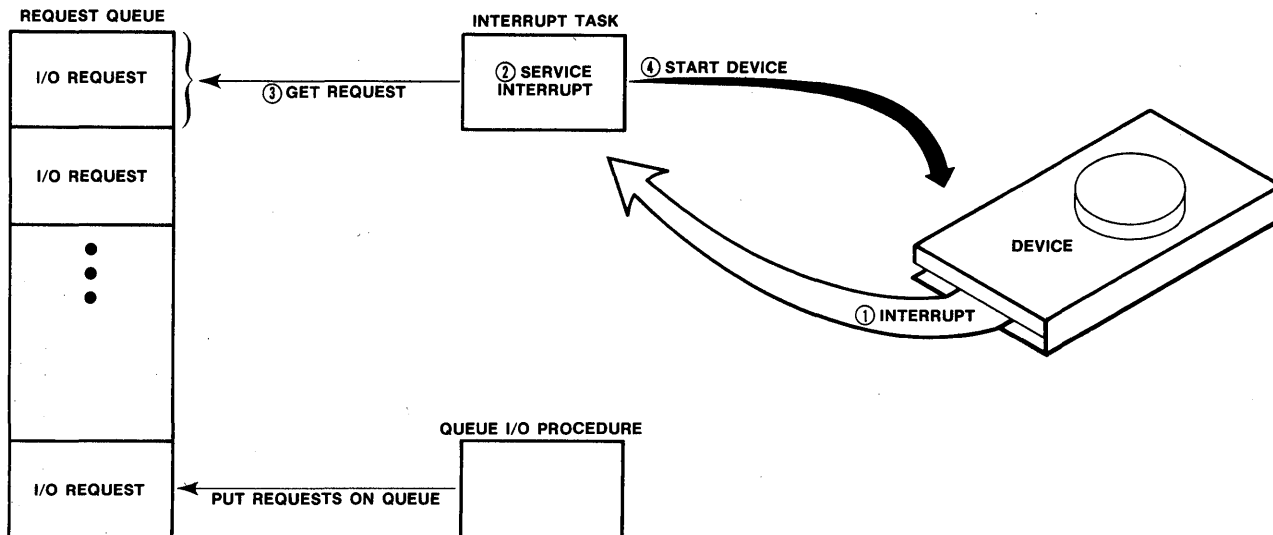 REQUEST QUEUE
I/O REQUEST
I/O REQUEST
I/O REQUEST
INTERRUPT TASK
② SERVICE
INTERRUPT
③ GET REQUEST
④ START DEVICE
DEVICE
① INTERRUPT
QUEUE I/O PROCEDURE
PUT REQUESTS ON QUEUE